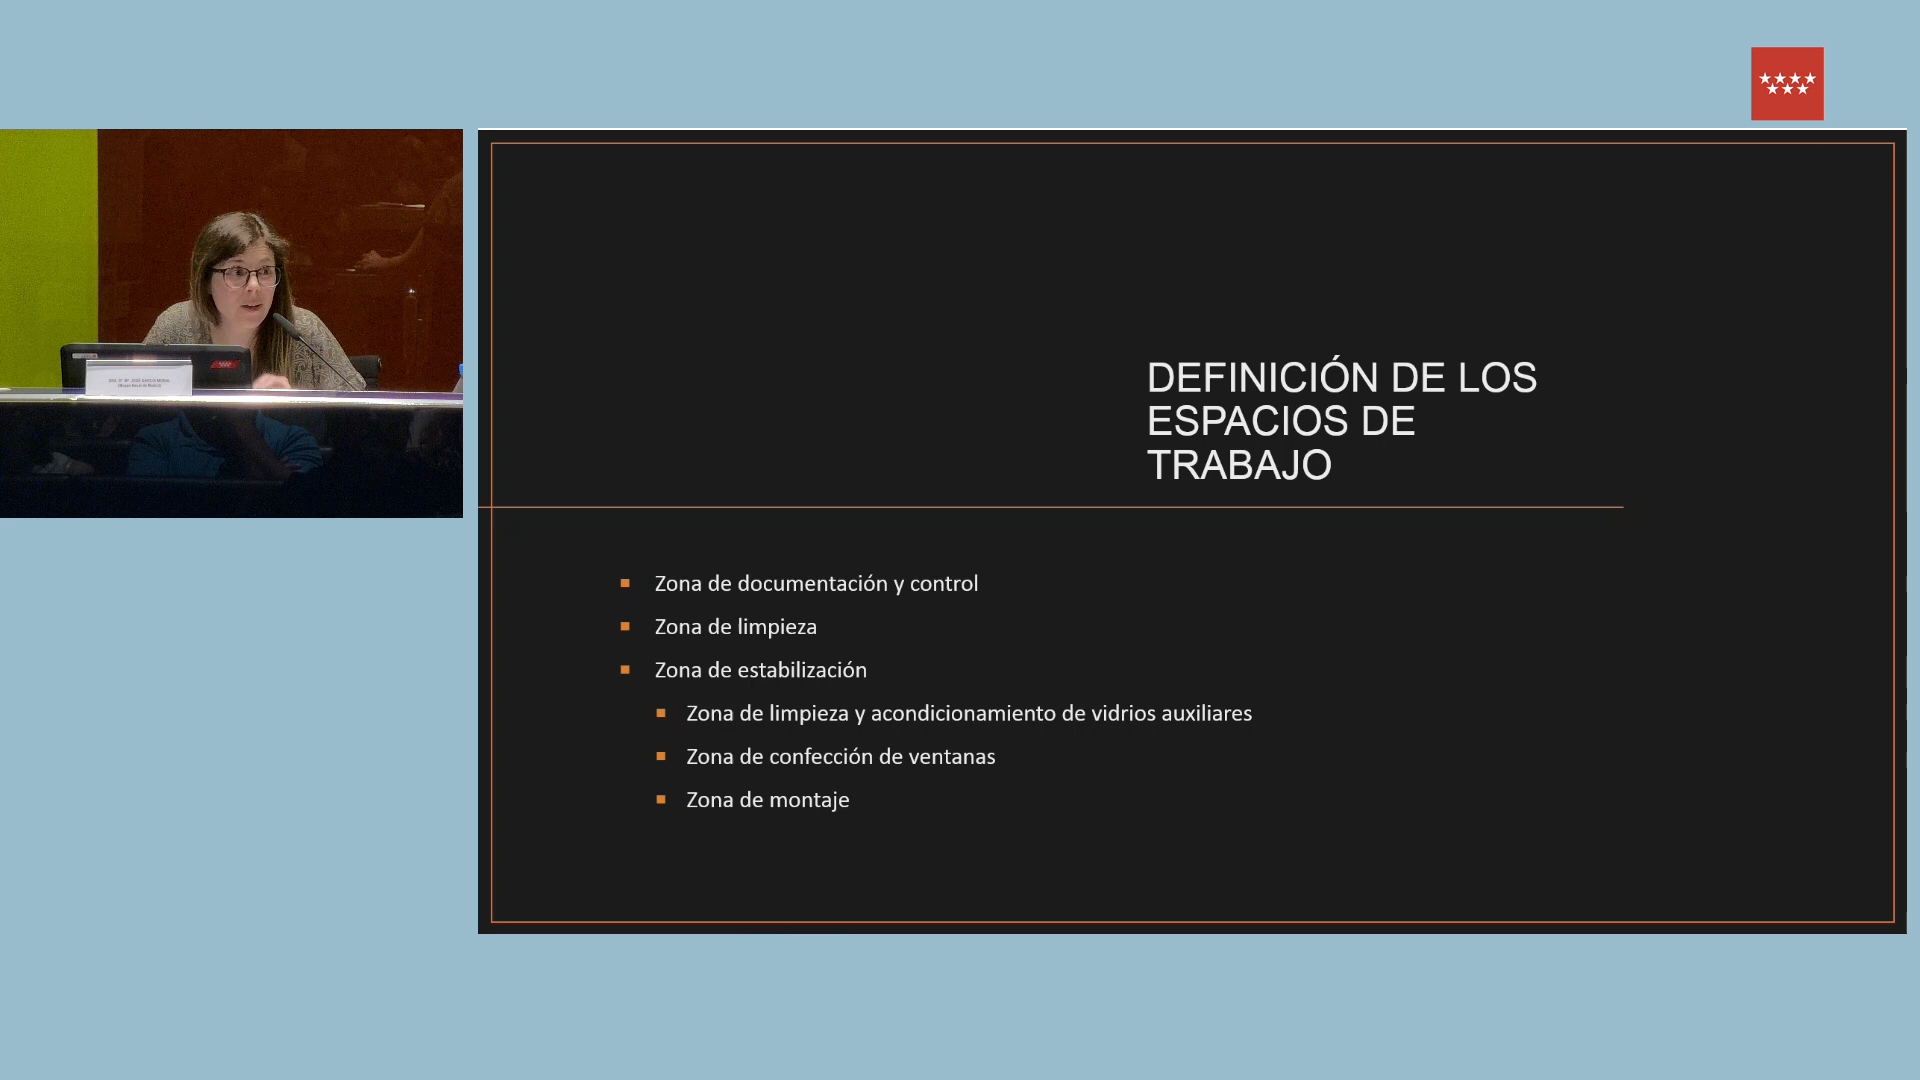 DEFINICIÓN DE LOS
ESPACIOS DE
TRABAJO
Zona de documentación y control
Zona de limpieza
Zona de estabilización
Zona de limpieza y acondicionamiento de vidrios auxiliares
Zona de confección de ventanas
Zona de montaje